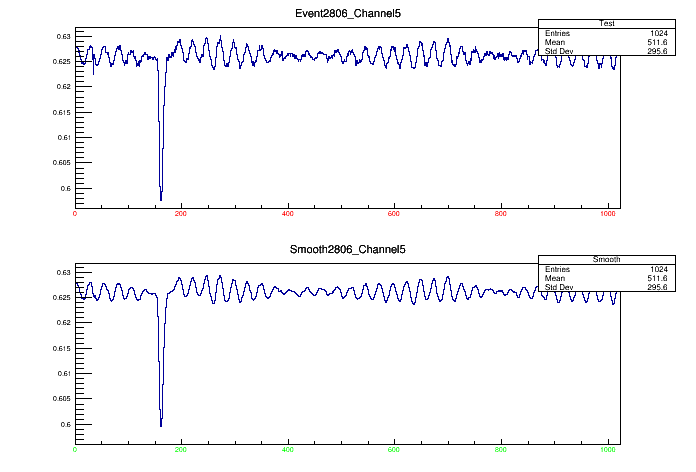 Event2806_Channel5
Test
Entries 1024
Mean 511.6
Std Dev 295.6
0.63
0.625
0.62
0.615
0.61
0.605
0.6
0 200 400 600 800 1000
Smooth2806_Channel5
Smooth
Entries 1024
Mean 511.6
Std Dev 295.6
0.63
0.625
0.62
0.615
0.61
0.605
0.6
0 200 400 600 800 1000